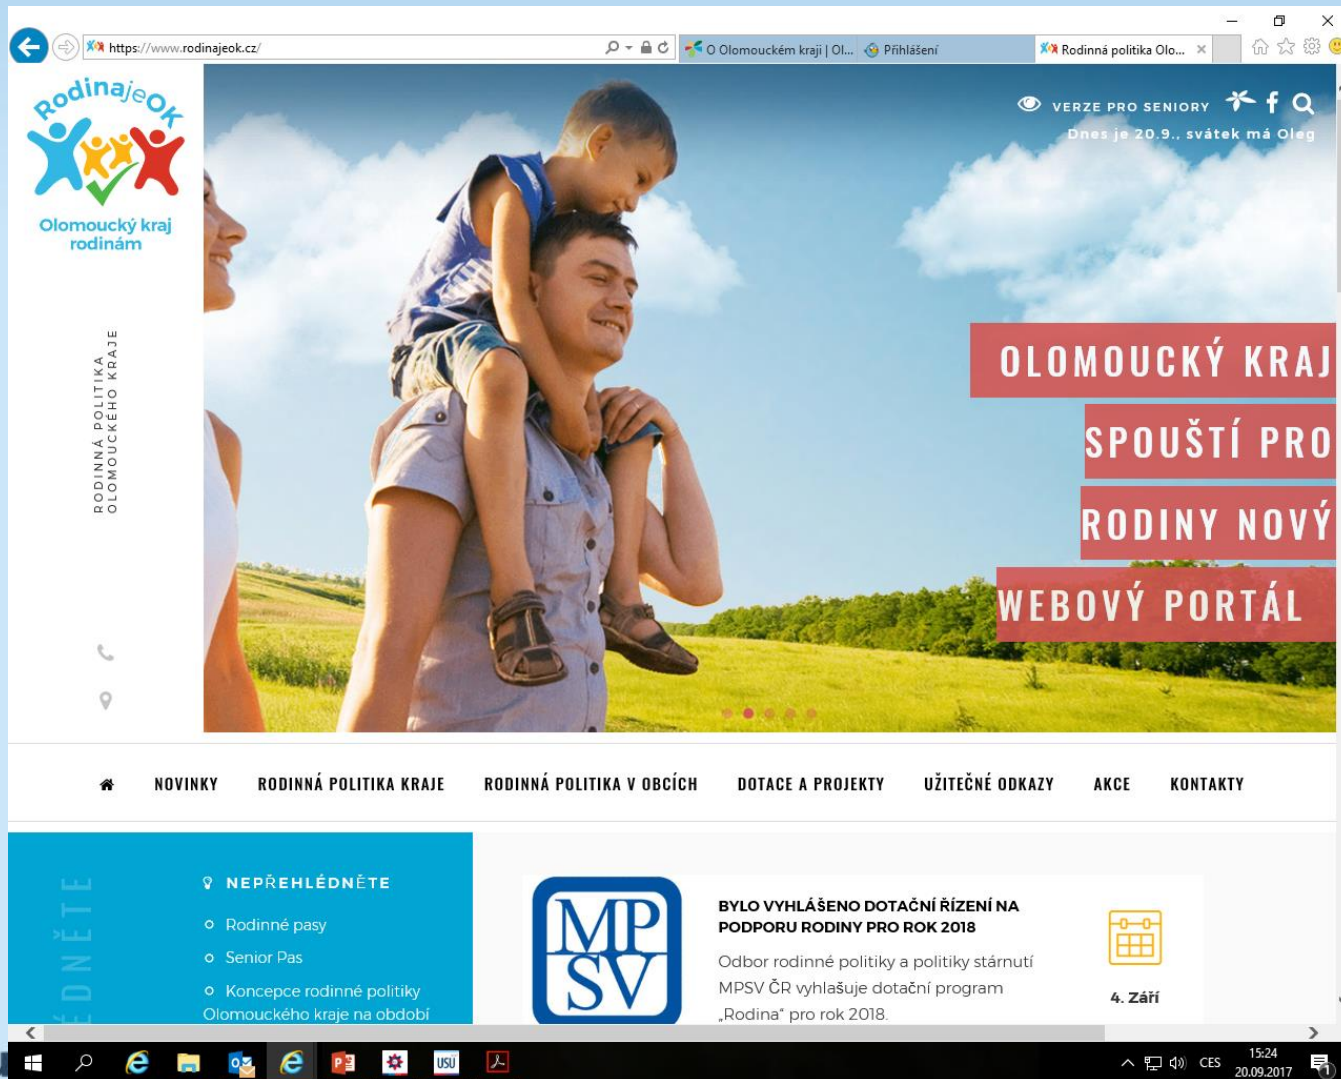 https://www.rodinajeok.cz/
O Olomouckém kraji | Ol...
Přihlášení
Rodinná politika Olo...
RodinajeOK
Olomoucký kraj
rodinám
VERZE PRO SENIORY
Dnes je 20.9., svátek má Oleg
RODINNÁ POLITIKA
OLOMOUCKÉHO KRAJE
OLOMOUCKÝ KRAJ
SPOUŠTÍ PRO
RODINY NOVÝ
WEBOVÝ PORTÁL
NOVINKY
RODINNÁ POLITIKA KRAJE
RODINNÁ POLITIKA V OBCÍCH
DOTACE A PROJEKTY
UŽITEČNÉ ODKAZY
AKCE
KONTAKTY
NEPŘEHLÉDNĚTE
Rodinné pasy
Senior Pas
Koncepce rodinné politiky
Olomouckého kraje na období
MP
SV
BYLO VYHLÁŠENO DOTAČNÍ ŘÍZENÍ NA
PODPORU RODINY PRO ROK 2018
Odbor rodinné politiky a politiky stárnutí
MPSV ČR vyhlašuje dotační program
„Rodina“ pro rok 2018.
4. Září
USU
CES
15:24
20.09.2017
1